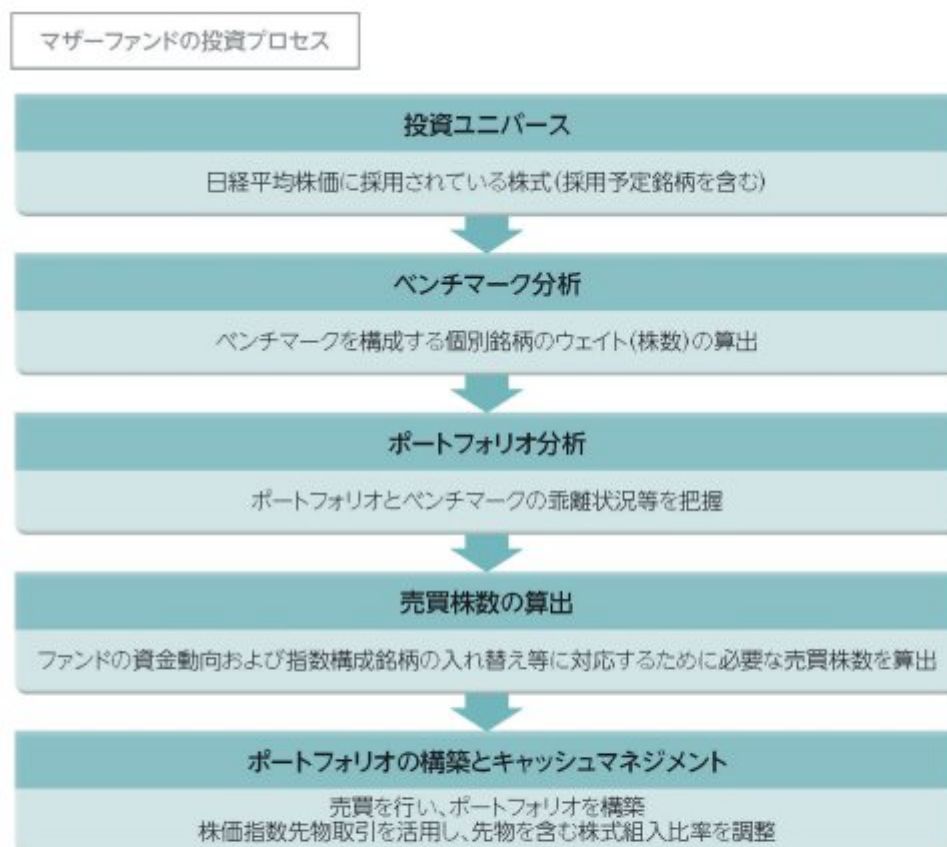 マザーファンドの投資プロセス
投資ユニバース
日経平均株価に採用されている株式(採用予定銘柄を含む)
ベンチマーク分析
ベンチマークを構成する個別銘柄のウェイト(株数)の算出
ポートフォリオ分析
ポートフォリオとベンチマークの乖離状況等を把握
売買株数の算出
ファンドの資金動向および指数構成銘柄の入れ替え等に対応するために必要な売買株数を算出
ポートフォリオの構築とキャッシュマネジメント
売買を行い、ポートフォリオを構築
株価指数先物取引を活用し、先物を含む株式組入比率を調整